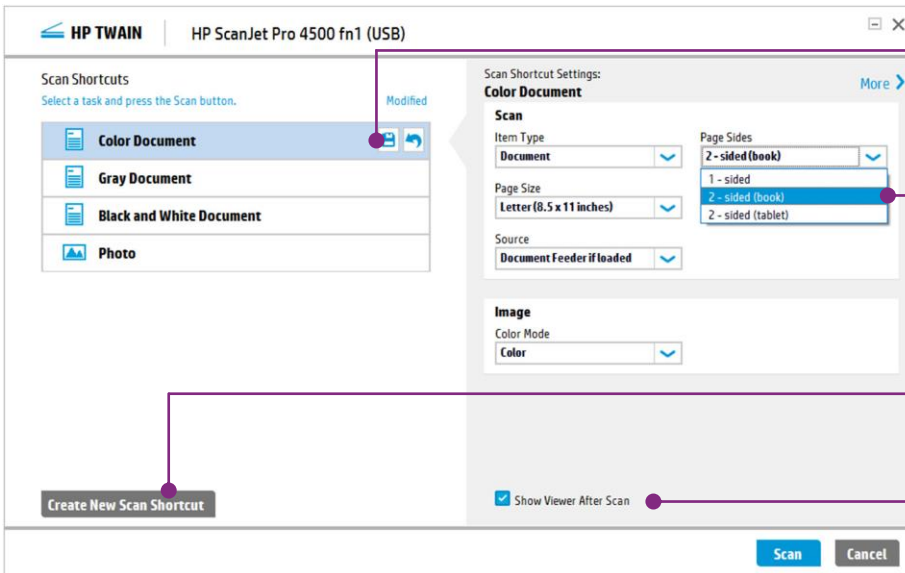 HP TWAIN HP ScanJet Pro 4500 fn1 (USB)
Scan Shortcuts
Select a task and press the Scan button. Modified
Color Document
Gray Document
Black and White Document
Photo
Create New Scan Shortcut
Scan Shortcut Settings:
Color Document More
Scan
Item Type Page Sides
Document 2 - sided (book)
1 - sided
2 - sided (book)
2 - sided (tablet)
Page Size
Letter (8.5 x 11 inches)
Source
Document Feeder if loaded
Image
Color Mode
Color
Show Viewer After Scan
Scan Cancel